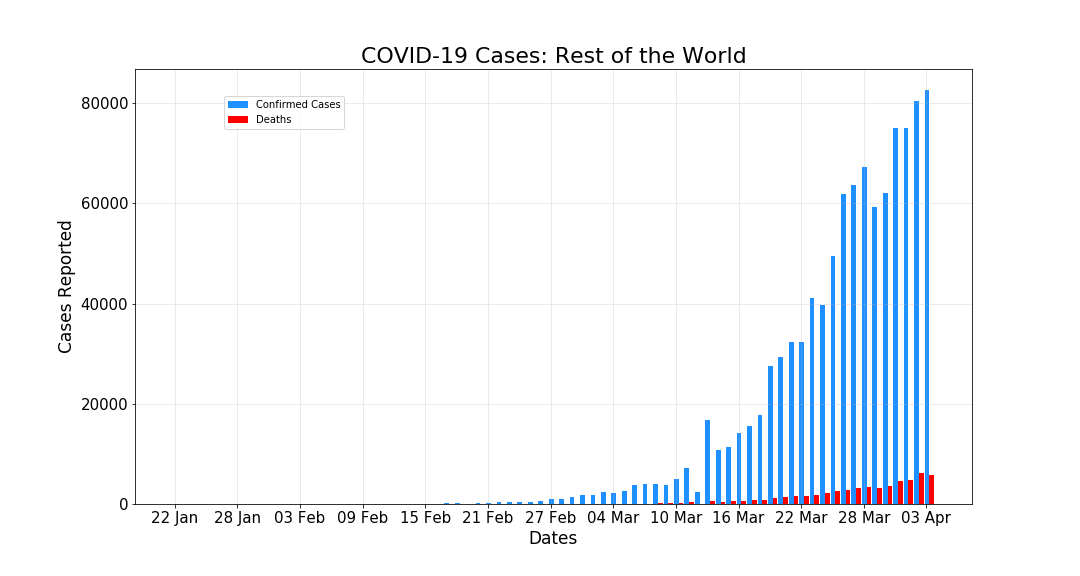 COVID-19 Cases: Rest of the World
Confirmed Cases
Deaths
80000
60000
40000
20000
0
Cases Reported
22 Jan 28 Jan 03 Feb 09 Feb 15 Feb 21 Feb 27 Feb 04 Mar 10 Mar 16 Mar 22 Mar 28 Mar 03 Apr
Dates